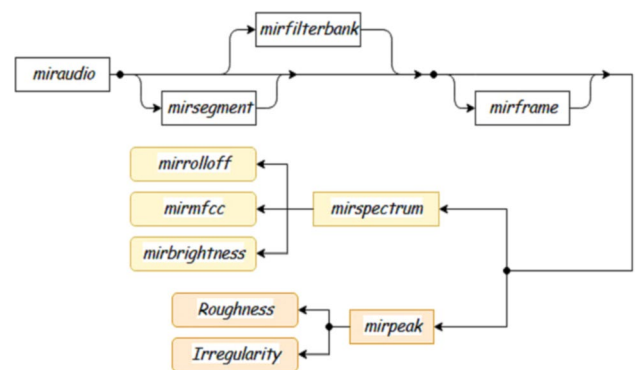 mirfilterbank
miraudio
mirsegment
mirframe
mirrolloff
mirmfcc
mirspectrum
mirbrightness
Roughness
mirpeak
Irregularity